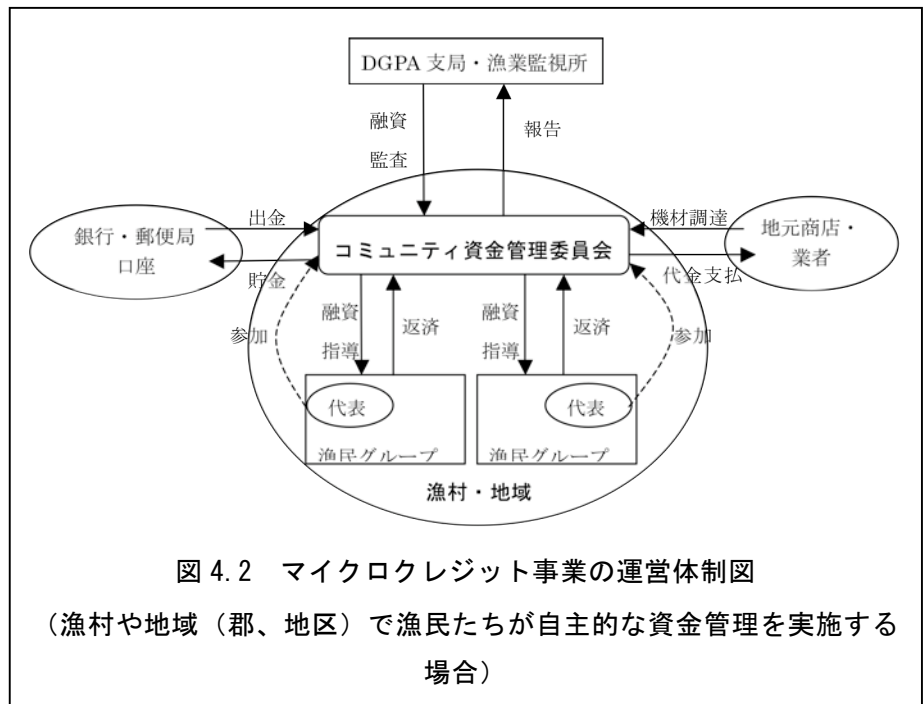 DGPA 支局・漁業監視所
融資
監査
報告
銀行・郵便局
口座
出金
貯金
コミュニティ資金管理委員会
機材調達
代金支払
地元商店・
業者
参加
融資
指導
返済
融資
指導
返済
参加
代表
漁民グループ
代表
漁民グループ
漁村・地域
図 4.2 マイクロクレジット事業の運営体制図
（漁村や地域（郡、地区）で漁民たちが自主的な資金管理を実施する
場合）